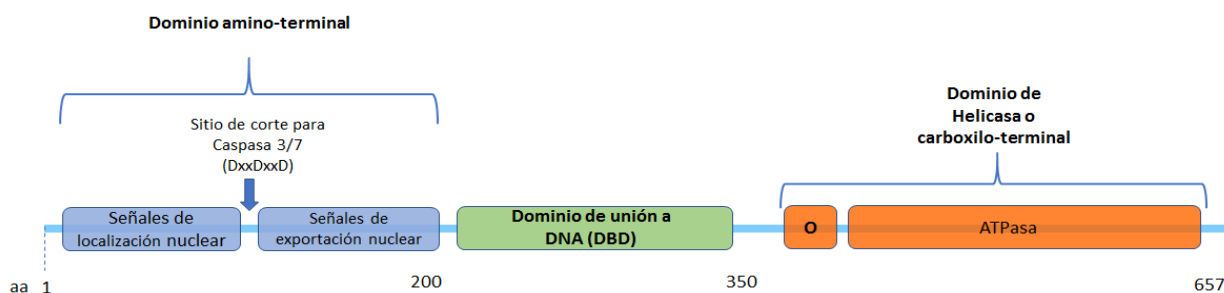 Dominio amino-terminal
Sitio de corte para
Caspasa 3/7
(DxxDxxD)
Dominio de
Helicasa o
carboxilo-terminal
Señales de
localización nuclear
Señales de
exportación nuclear
Dominio de unión a
DNA (DBD)
O
ATPasa
aa 1
200
350
657